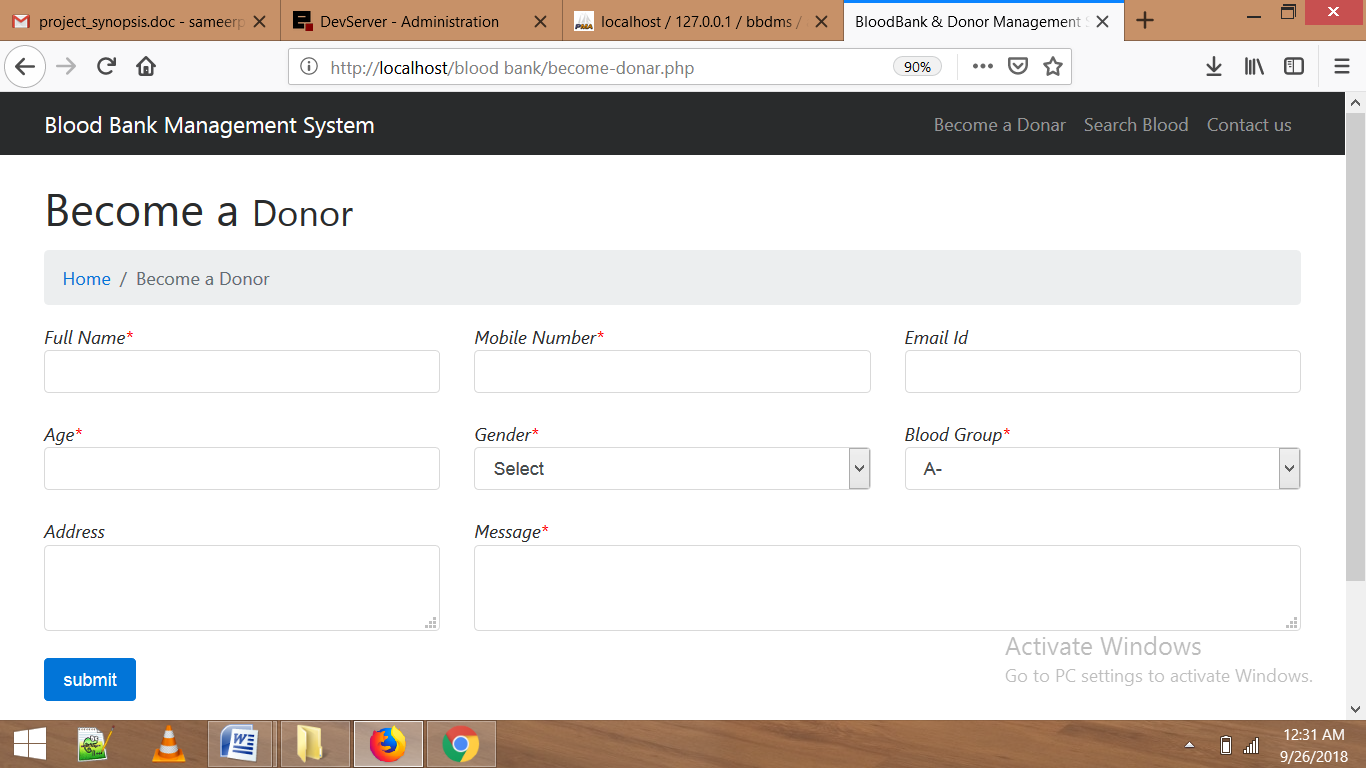 project_synopsis.doc - sameerp
DevServer - Administration
localhost / 127.0.0.1 / bbdms /
BloodBank & Donor Management S
http://localhost/blood bank/become-donar.php
90%
Blood Bank Management System
Become a Donar
Search Blood
Contact us
Become a Donor
Home / Become a Donor
Full Name*
Mobile Number*
Email Id
Age*
Gender*
Blood Group*
Select
A-
Address
Message*
Activate Windows
Go to PC settings to activate Windows.
submit
12:31 AM
9/26/2018